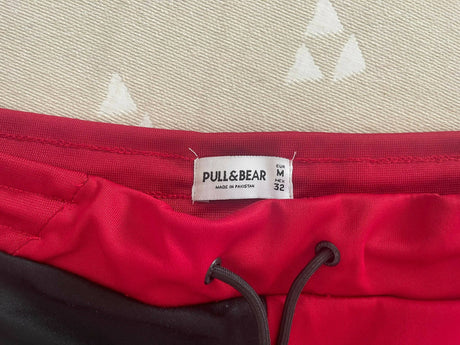 PULL&BEAR
MADE IN PAKISTAN
EUR
M
MEX
32